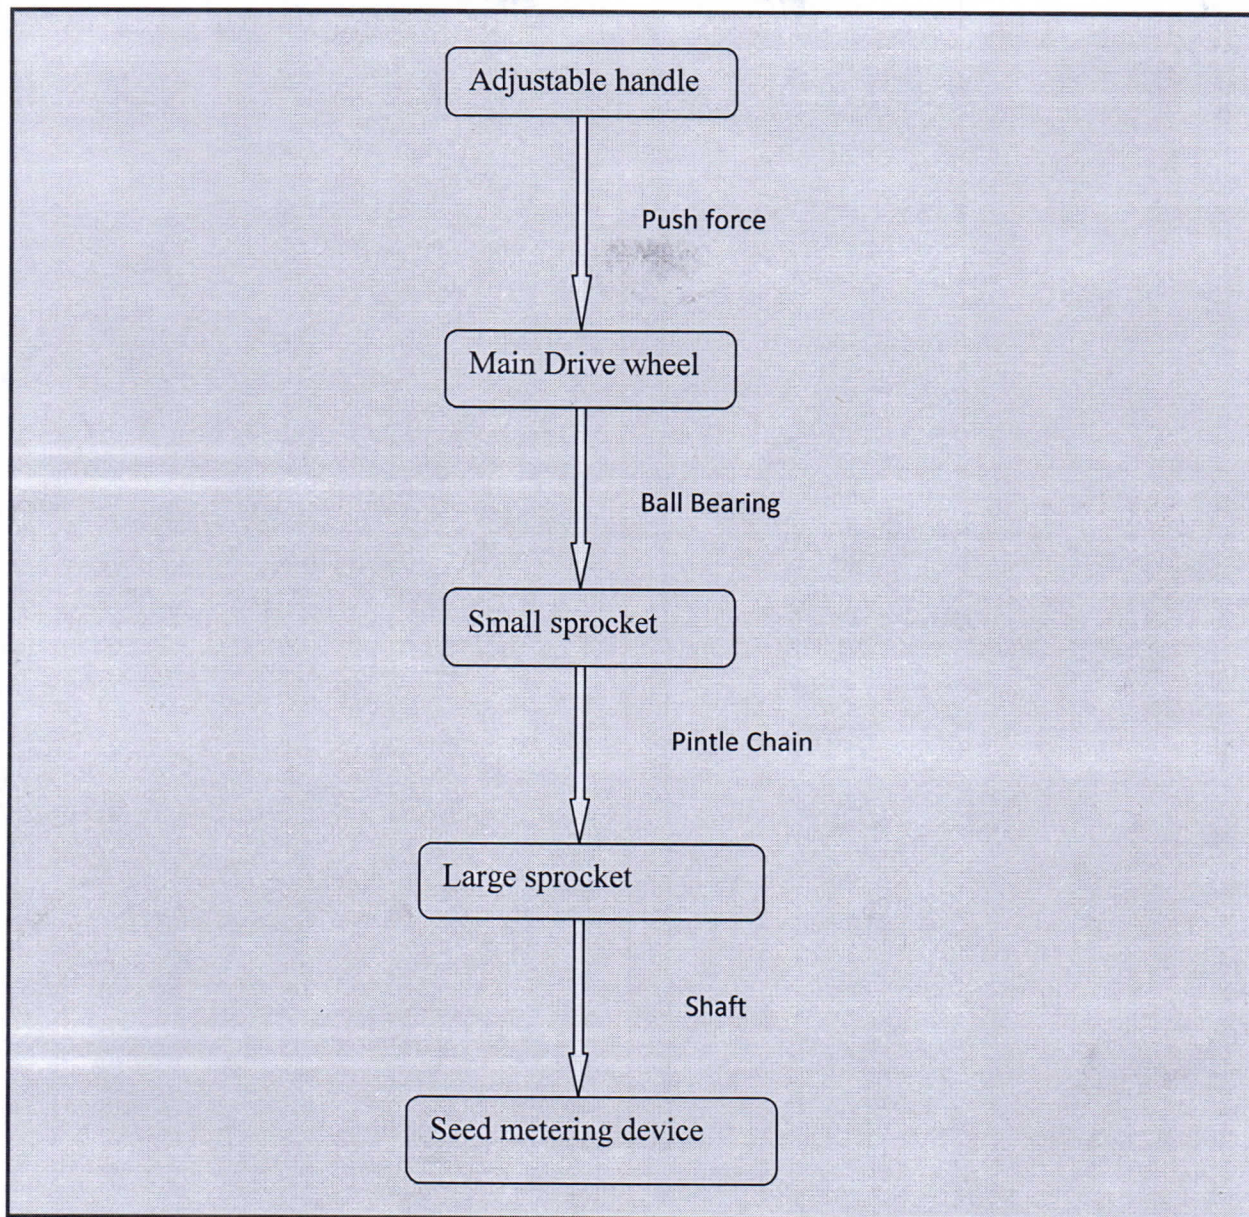 Adjustable handle
Push force
Main Drive wheel
Ball Bearing
Small sprocket
Pintle Chain
Large sprocket
Shaft
Seed metering device